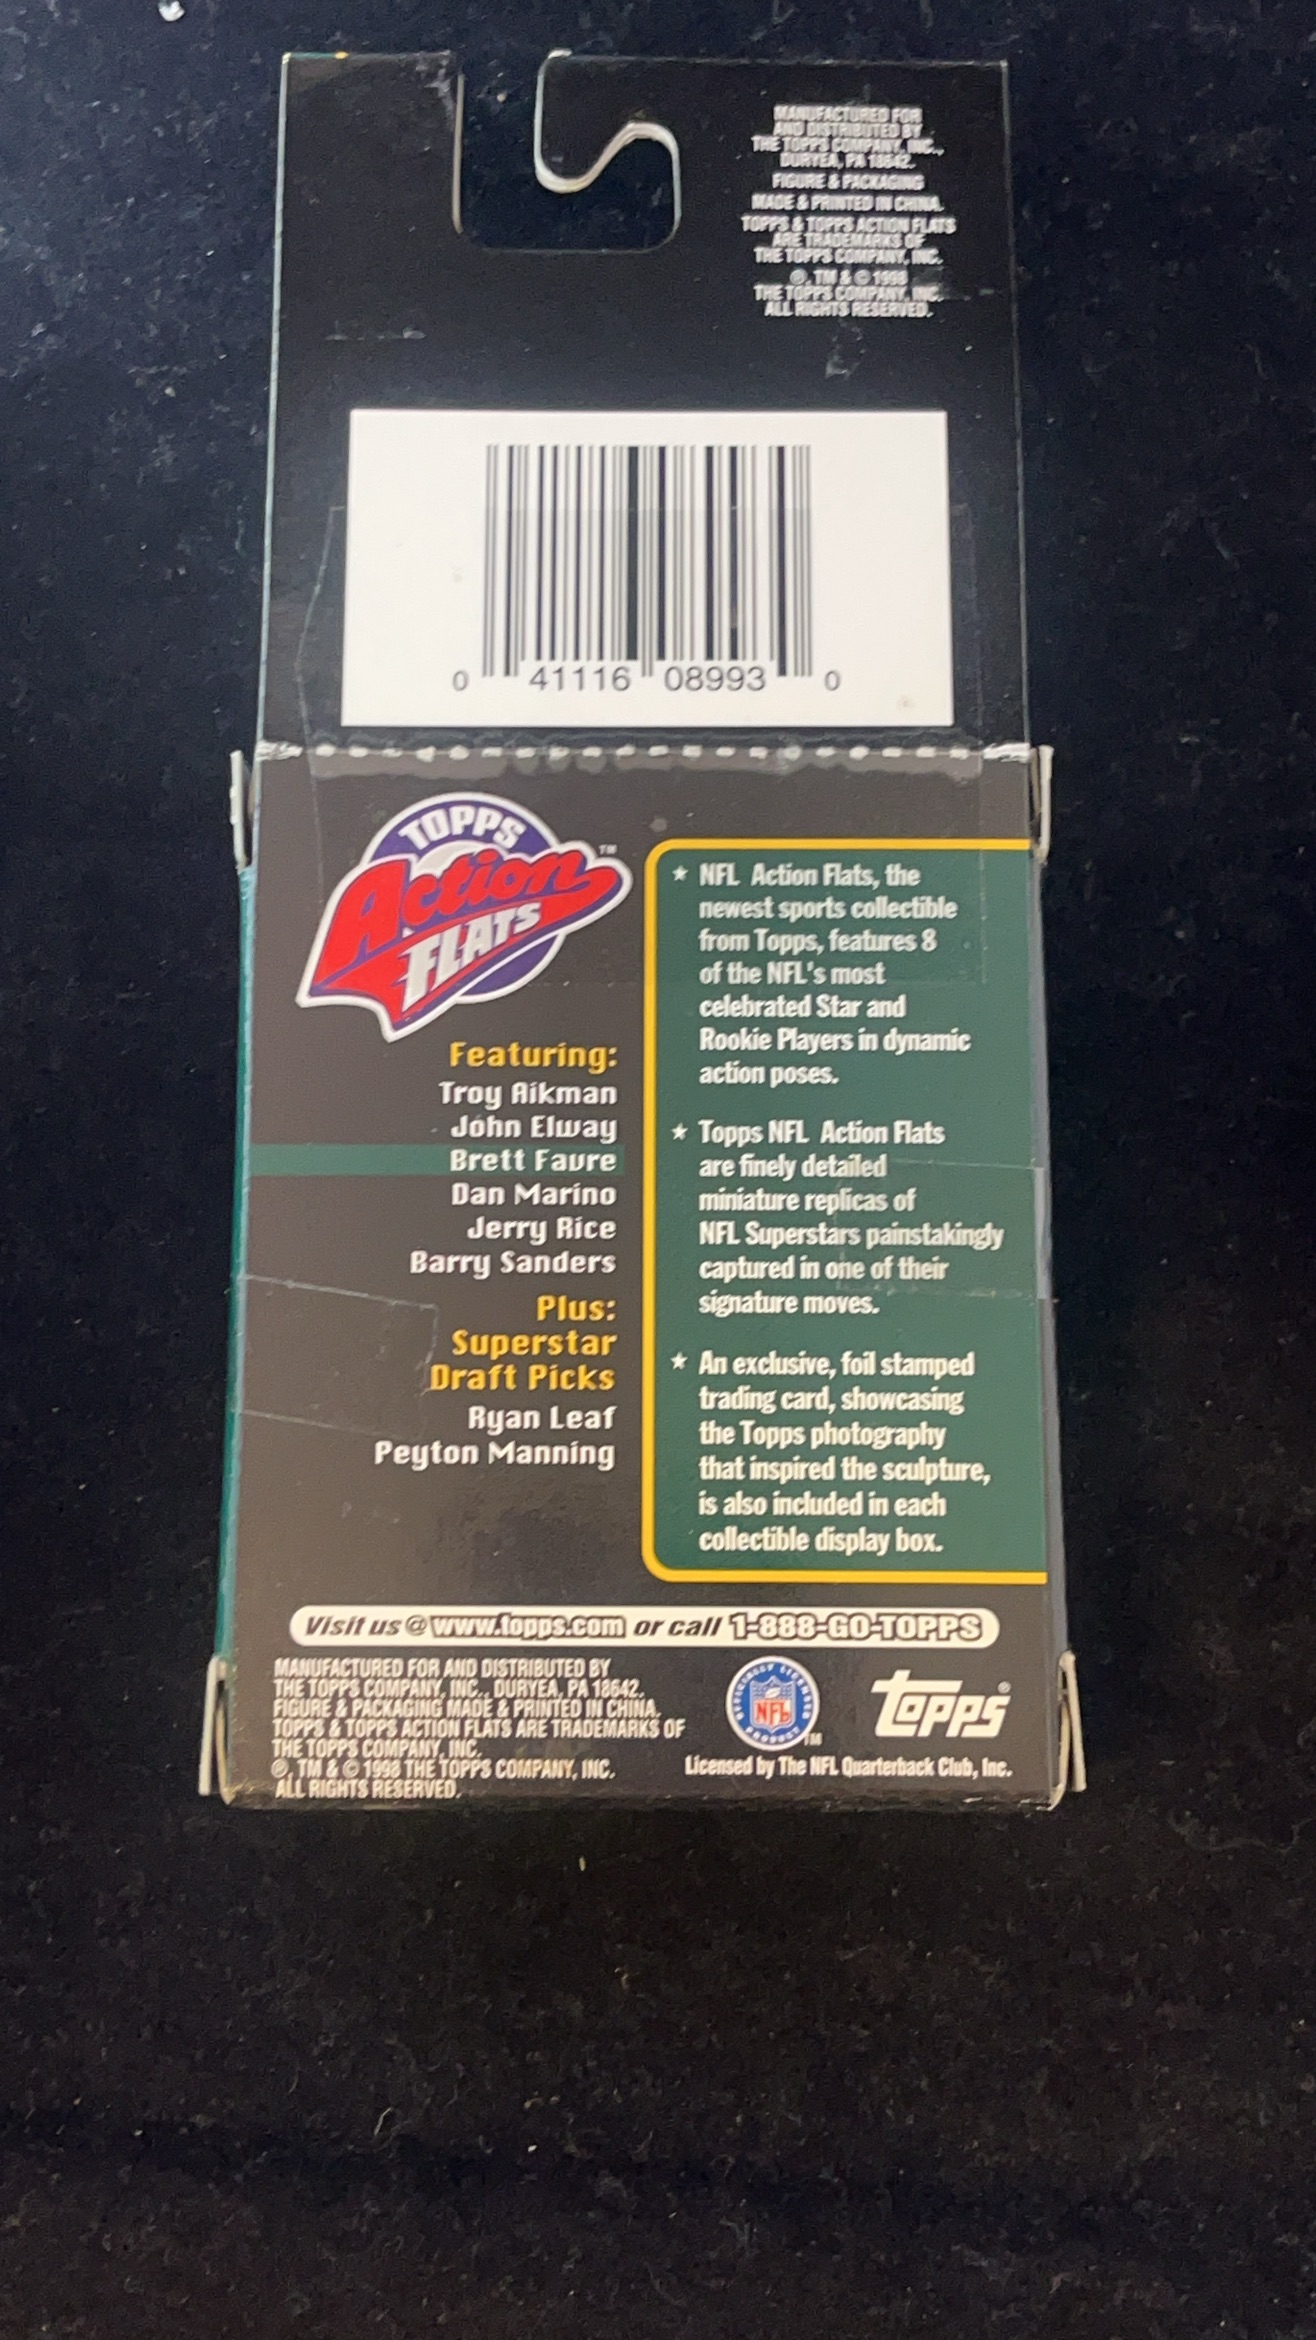 MANUFACTURED FOR
AND DISTRIBUTED BY
THE TOPPS COMPANY, INC.,
DURYEA, PA 18642.
FIGURE & PACKAGING
MADE & PRINTED IN CHINA.
TOPPS & TOPPS ACTION FLATS
ARE TRADEMARKS OF
THE TOPPS COMPANY, INC.
®, TM & © 1998
THE TOPPS COMPANY, INC.
ALL RIGHTS RESERVED.
0 41116 08993 0
TOPPS
Action™
FLATS
Featuring:
Troy Aikman
John Elway
Brett Favre
Dan Marino
Jerry Rice
Barry Sanders
Plus:
Superstar
Draft Picks
Ryan Leaf
Peyton Manning
★ NFL Action Flats, the
newest sports collectible
from Topps, features 8
of the NFL's most
celebrated Star and
Rookie Players in dynamic
action poses.
★ Topps NFL Action Flats
are finely detailed
miniature replicas of
NFL Superstars painstakingly
captured in one of their
signature moves.
★ An exclusive, foil stamped
trading card, showcasing
the Topps photography
that inspired the sculpture,
is also included in each
collectible display box.
Visit us @ www.topps.com or call 1-888-GO-TOPPS
MANUFACTURED FOR AND DISTRIBUTED BY
THE TOPPS COMPANY, INC., DURYEA, PA 18642.
FIGURE & PACKAGING MADE & PRINTED IN CHINA.
TOPPS & TOPPS ACTION FLATS ARE TRADEMARKS OF
THE TOPPS COMPANY, INC.
®, TM & © 1998 THE TOPPS COMPANY, INC.
ALL RIGHTS RESERVED.
OFFICIALLY LICENSED
NFL
PRODUCT
TM
Topps®
Licensed by The NFL Quarterback Club, Inc.